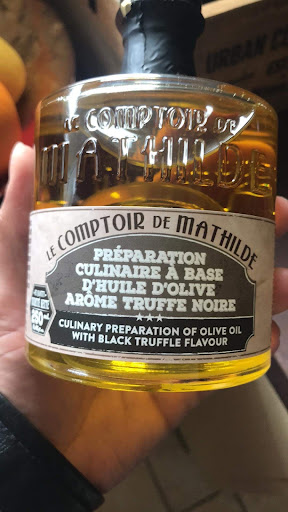 URBAN C
LE COMPTOIR DE
MATHILDE
LE COMPTOIR DE MATHILDE
PRÉPARATION
CULINAIRE À BASE
D'HUILE D'OLIVE
ARÔME TRUFFE NOIRE
CULINARY PREPARATION OF OLIVE OIL
WITH BLACK TRUFFLE FLAVOUR